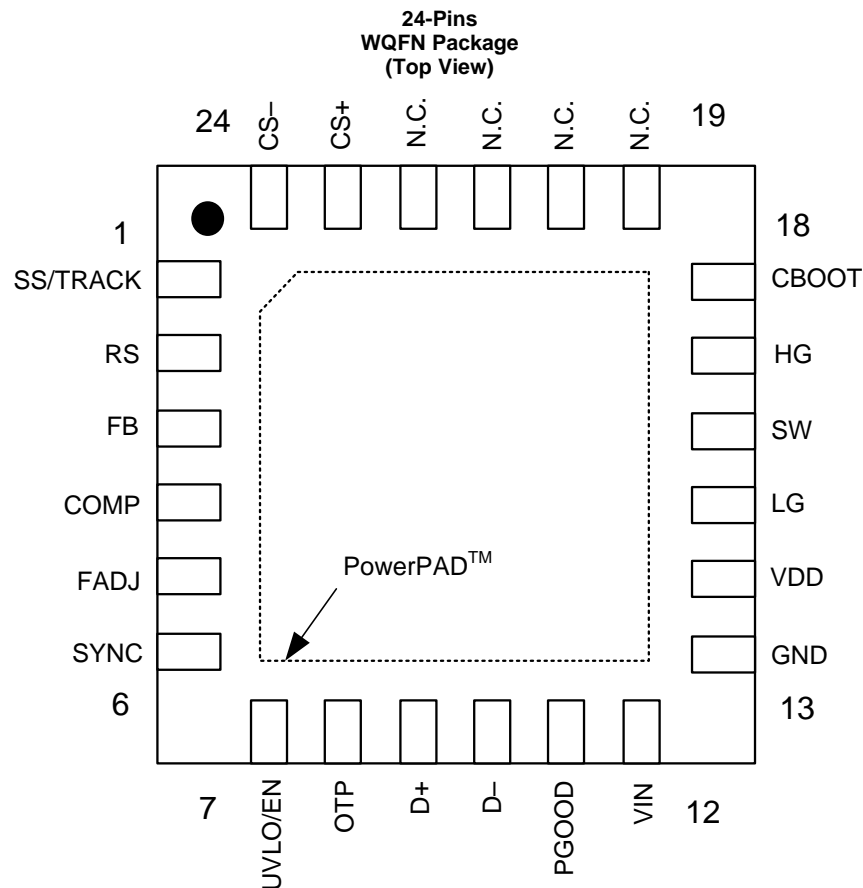 24-Pins
WQFN Package
(Top View)
24
CS–
CS+
N.C.
N.C.
N.C.
N.C.
19
1
18
SS/TRACK
CBOOT
RS
HG
FB
SW
COMP
LG
FADJ
PowerPAD™
VDD
SYNC
GND
6
13
7
UVLO/EN
OTP
D+
D–
PGOOD
VIN
12